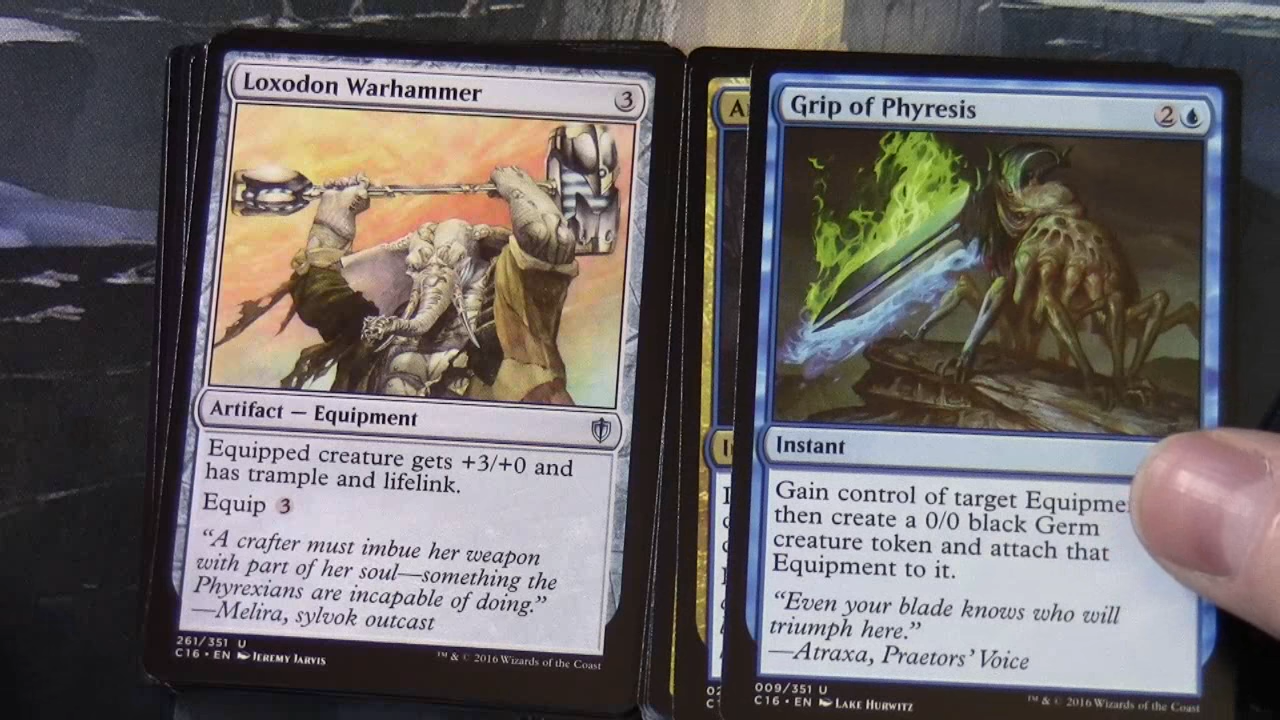 Loxodon Warhammer 3
Artifact — Equipment
Equipped creature gets +3/+0 and
has trample and lifelink.
Equip 3
“A crafter must imbue her weapon
with part of her soul—something the
Phyrexians are incapable of doing.”
—Melira, sylvok outcast
261/351 U
C16 • EN JEREMY JARVIS
™ & © 2016 Wizards of the Coast
Grip of Phyresis 2
Instant
Gain control of target
then create a 0/0 black Germ
creature token and attach that
Equipment to it.
“Even your blade knows who will
triumph here.”
—Atraxa, Praetors’ Voice
009/351 U
C16 • EN LAKE HURWITZ
™ & © 2016 Wizards of the Coast